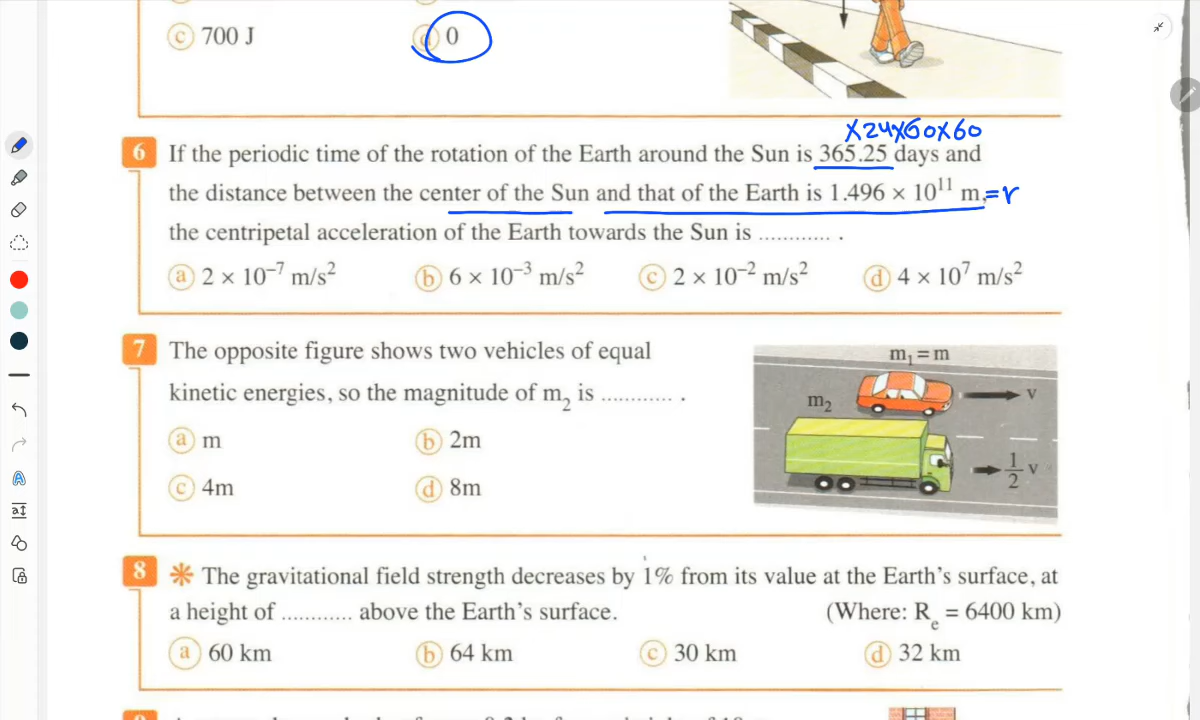 c 700 J
d 0
×24×60×60
6 If the periodic time of the rotation of the Earth around the Sun is 365.25 days and
the distance between the center of the Sun and that of the Earth is 1.496 × 10¹¹ m, =r
the centripetal acceleration of the Earth towards the Sun is ............ .
a 2 × 10⁻⁷ m/s² b 6 × 10⁻³ m/s² c 2 × 10⁻² m/s² d 4 × 10⁷ m/s²
7 The opposite figure shows two vehicles of equal
kinetic energies, so the magnitude of m₂ is ............ .
a m b 2m
c 4m d 8m
m₁ = m
v
m₂
1/2 v
8 * The gravitational field strength decreases by 1% from its value at the Earth's surface, at
a height of ............ above the Earth's surface. (Where: Rₑ = 6400 km)
a 60 km b 64 km c 30 km d 32 km